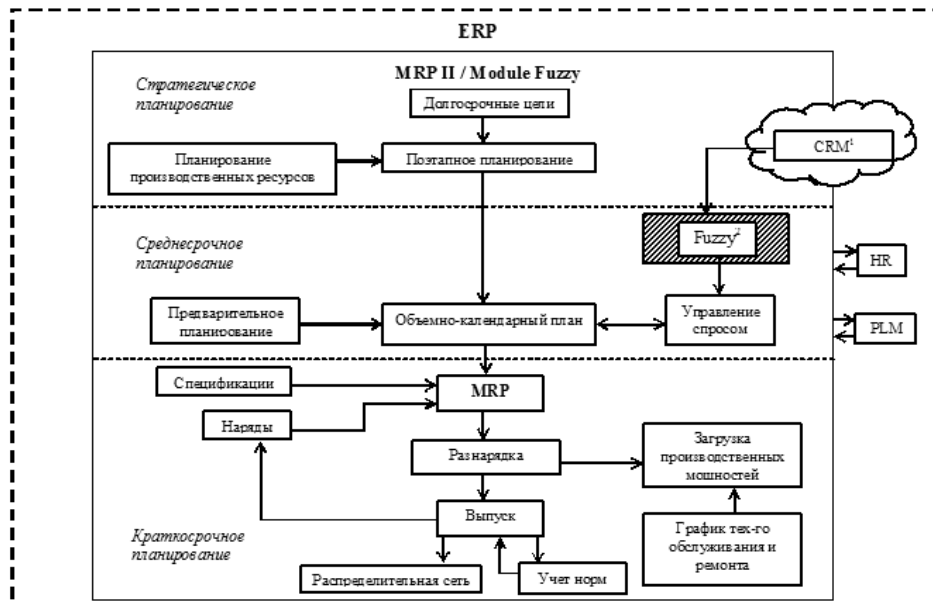 ERP
MRP II / Module Fuzzy
Стратегическое
планирование
Долгосрочные цели
Планирование
производственных ресурсов
Поэтапное планирование
CRM¹
Среднесрочное
планирование
Fuzzy²
HR
Предварительное
планирование
Объемно-календарный план
Управление
спросом
PLM
Спецификации
MRP
Наряды
Разнарядка
Загрузка
производственных
мощностей
Выпуск
Краткосрочное
планирование
График тех-го
обслуживания и
ремонта
Распределительная сеть
Учет норм